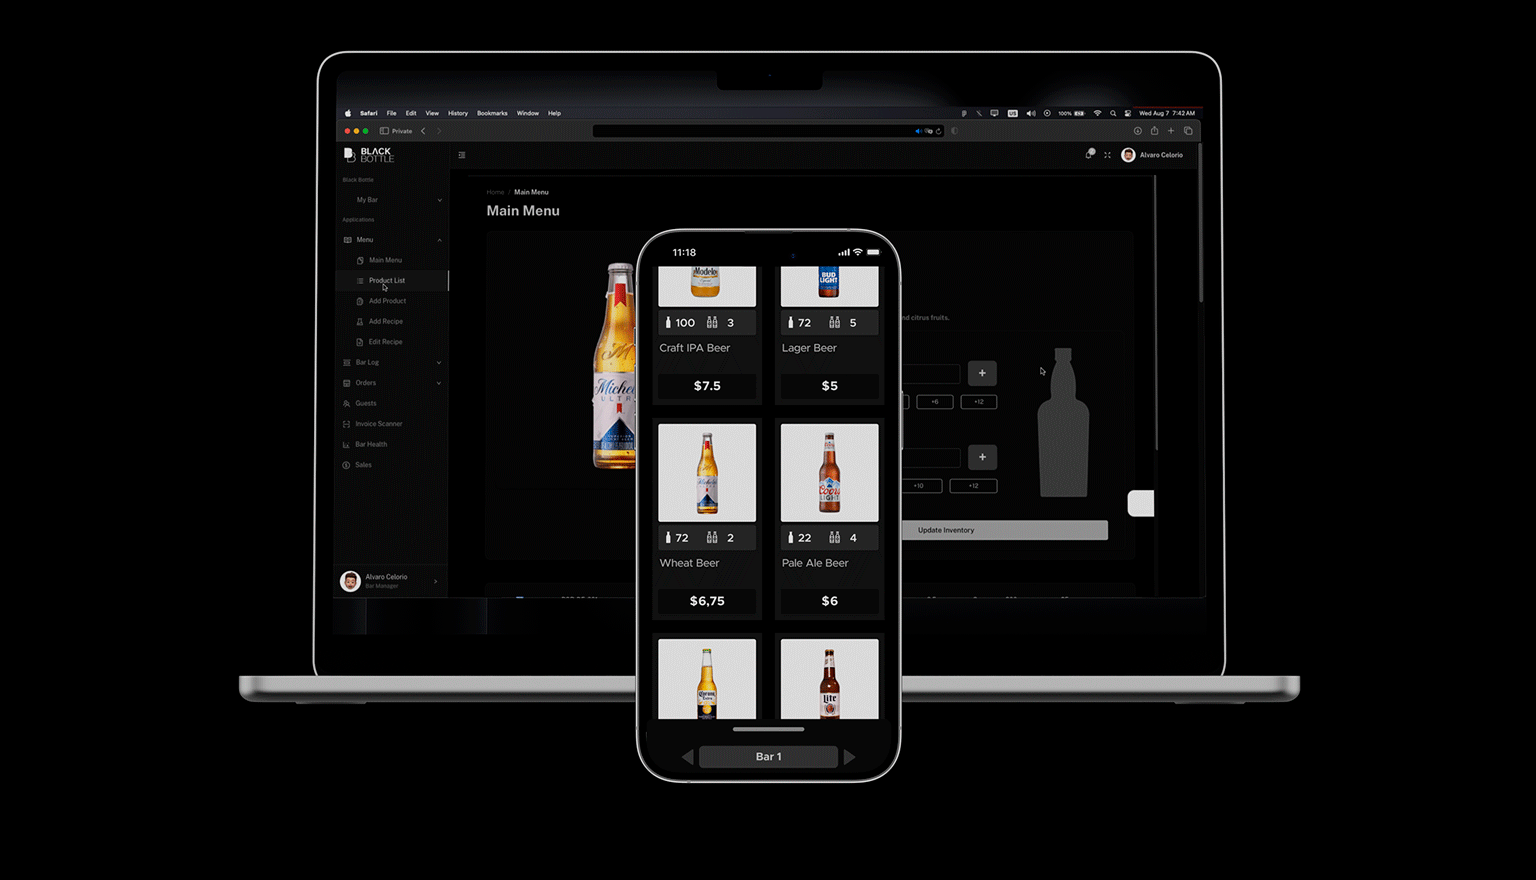 Safari File Edit View History Bookmarks Window Help
US
100%
Wed Aug 7 7:42 AM
Private
BLACK
BOTTLE
Alvaro Celorio
Black Bottle
My Bar
Applications
Menu
Main Menu
Product List
Add Product
Add Recipe
Edit Recipe
Bar Log
Orders
Guests
Invoice Scanner
Bar Health
Sales
Alvaro Celorio
Bar Manager
Home / Main Menu
Main Menu
ULTR
nd citrus fruits.
+
+6
+12
+
+10
+12
Update Inventory
11:18
Modelo
BUD
LIGHT
100 3
72 5
Craft IPA Beer
Lager Beer
$7.5
$5
Coors
LIGHT
72 2
22 4
Wheat Beer
Pale Ale Beer
$6,75
$6
Corona
Extra
Lite
Bar 1